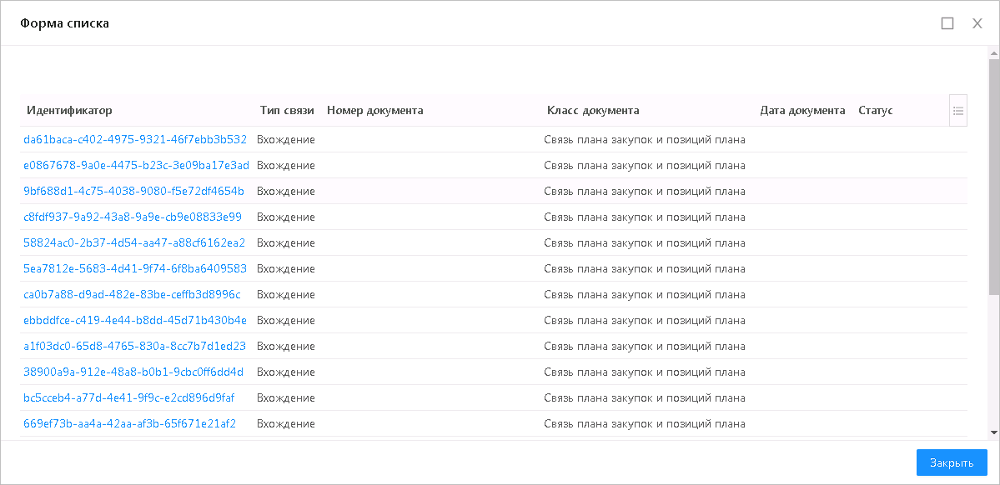 Форма списка
Идентификатор Тип связи Номер документа Класс документа Дата документа Статус
da61baca-c402-4975-9321-46f7ebb3b532 Вхождение Связь плана закупок и позиций плана
e0867678-9a0e-4475-b23c-3e09ba17e3ad Вхождение Связь плана закупок и позиций плана
9bf688d1-4c75-4038-9080-f5e72df4654b Вхождение Связь плана закупок и позиций плана
c8fdf937-9a92-43a8-9a9e-cb9e08833e99 Вхождение Связь плана закупок и позиций плана
58824ac0-2b37-4d54-aa47-a88cf6162ea2 Вхождение Связь плана закупок и позиций плана
5ea7812e-5683-4d41-9f74-6f8ba6409583 Вхождение Связь плана закупок и позиций плана
ca0b7a88-d9ad-482e-83be-ceffb3d8996c Вхождение Связь плана закупок и позиций плана
ebbddfce-c419-4e44-b8dd-45d71b430b4e Вхождение Связь плана закупок и позиций плана
a1f03dc0-65d8-4765-830a-8cc7b7d1ed23 Вхождение Связь плана закупок и позиций плана
38900a9a-912e-48a8-b0b1-9cbc0ff6dd4d Вхождение Связь плана закупок и позиций плана
bc5cceb4-a77d-4e41-9f9c-e2cd896d9faf Вхождение Связь плана закупок и позиций плана
669ef73b-aa4a-42aa-af3b-65f671e21af2 Вхождение Связь плана закупок и позиций плана
Закрыть